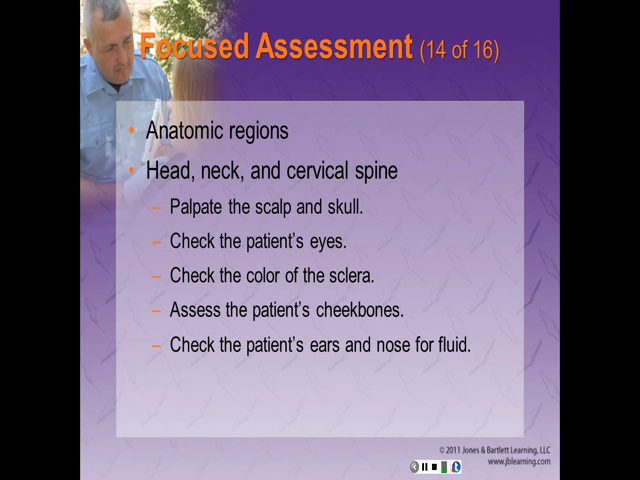 Focused Assessment (14 of 16)
• Anatomic regions
• Head, neck, and cervical spine
– Palpate the scalp and skull.
– Check the patient's eyes.
– Check the color of the sclera.
– Assess the patient's cheekbones.
– Check the patient's ears and nose for fluid.
© 2011 Jones & Bartlett Learning, LLC
www.jblearning.com